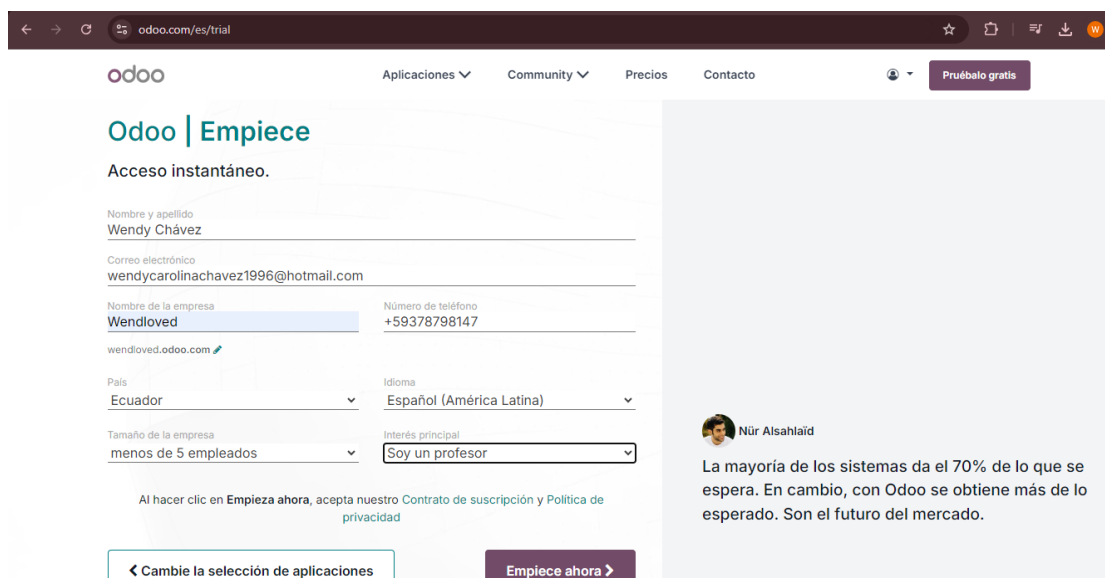 odoo.com/es/trial
W
odoo
Aplicaciones Community Precios Contacto Pruébalo gratis
Odoo | Empiece
Acceso instantáneo.
Nombre y apellido
Wendy Chávez
Correo electrónico
wendycarolinachavez1996@hotmail.com
Nombre de la empresa Número de teléfono
Wendloved +59378798147
wendloved.odoo.com
País Idioma
Ecuador Español (América Latina)
Tamaño de la empresa Interés principal
menos de 5 empleados Soy un profesor
Al hacer clic en Empieza ahora, acepta nuestro Contrato de suscripción y Política de
privacidad
Cambie la selección de aplicaciones Empiece ahora
Nür Alsahlaïd
La mayoría de los sistemas da el 70% de lo que se
espera. En cambio, con Odoo se obtiene más de lo
esperado. Son el futuro del mercado.